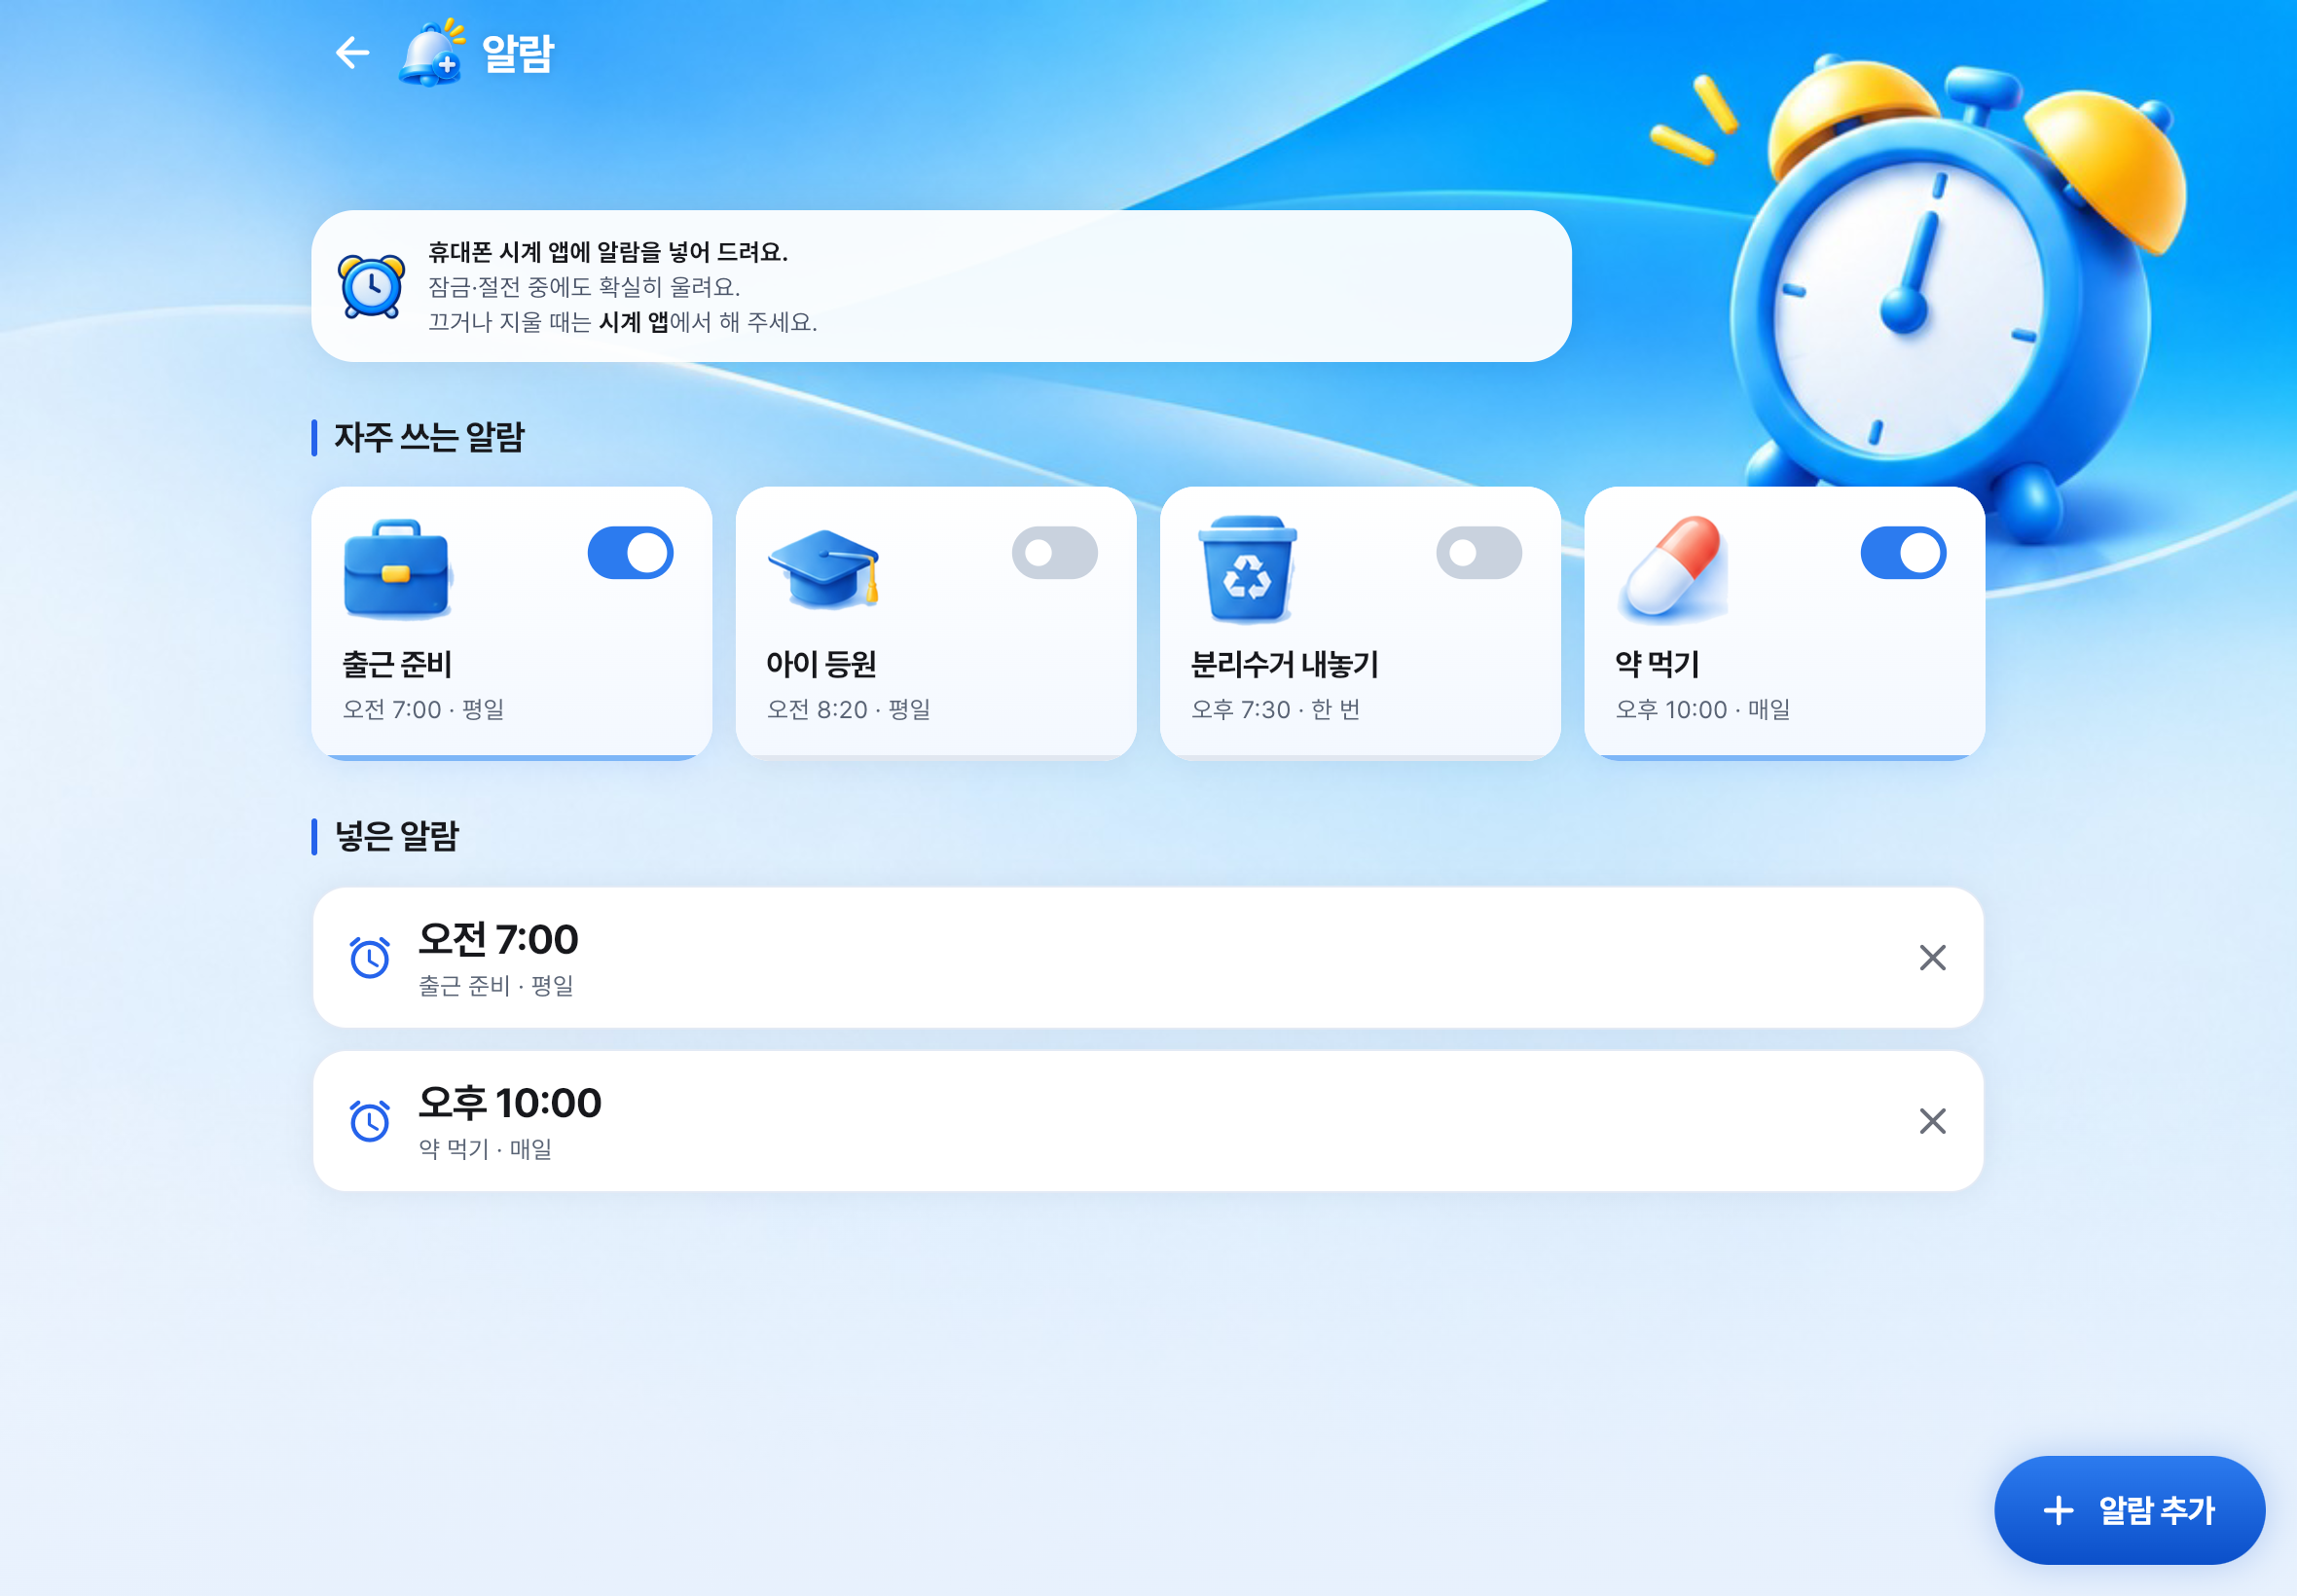 알람
휴대폰 시계 앱에 알람을 넣어 드려요.
잠금·절전 중에도 확실히 울려요.
끄거나 지울 때는 시계 앱에서 해 주세요.
자주 쓰는 알람
출근 준비
오전 7:00 · 평일
아이 등원
오전 8:20 · 평일
분리수거 내놓기
오후 7:30 · 한 번
약 먹기
오후 10:00 · 매일
넣은 알람
오전 7:00
출근 준비 · 평일
오후 10:00
약 먹기 · 매일
알람 추가